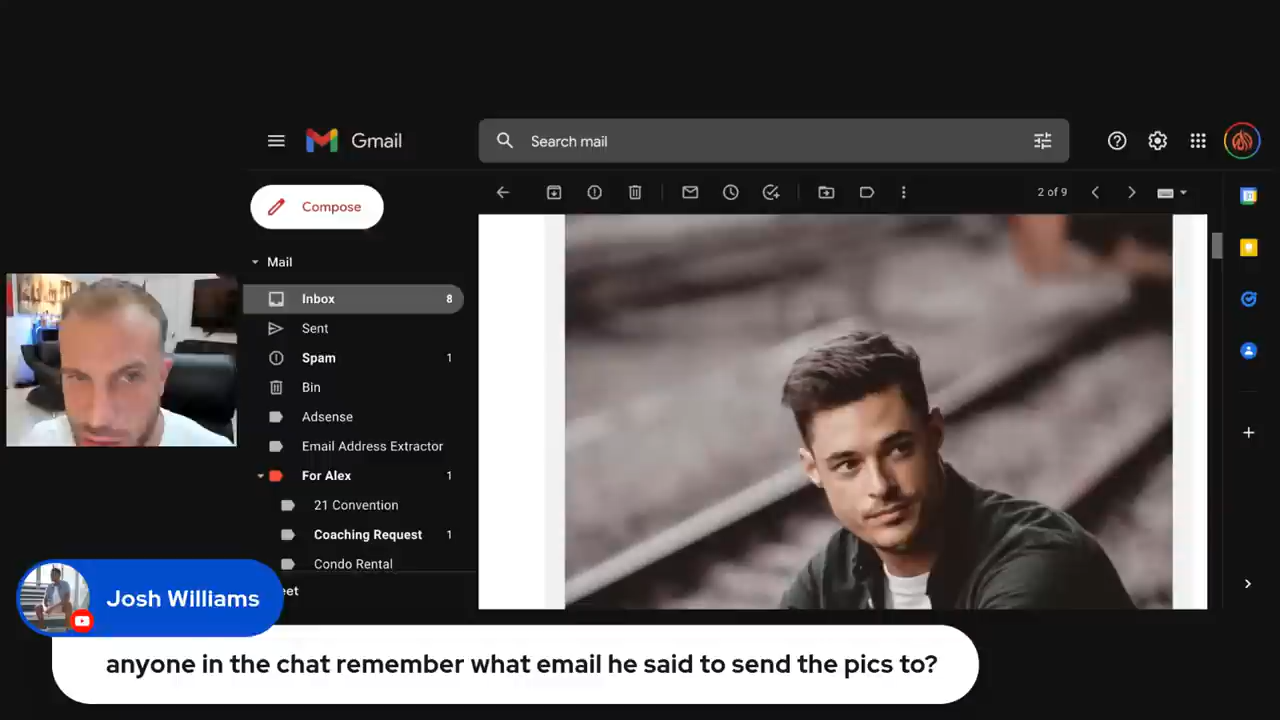 Gmail
Search mail
Compose
2 of 9
Mail
Inbox 8
Sent
Spam 1
Bin
Adsense
Email Address Extractor
For Alex 1
21 Convention
Coaching Request 1
Condo Rental
eet
Josh Williams
anyone in the chat remember what email he said to send the pics to?